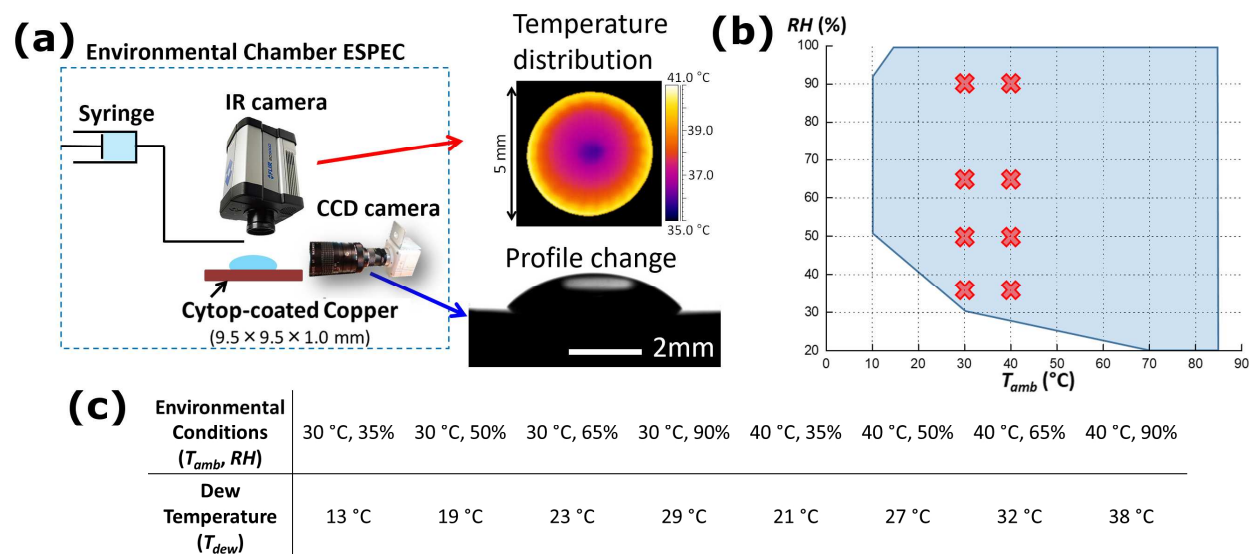 (a)
Environmental Chamber ESPEC
Syringe
IR camera
CCD camera
Cytop-coated Copper
(9.5×9.5×1.0 mm)
Temperature
distribution
5 mm
41.0 °C
39.0
37.0
35.0 °C
Profile change
2mm
(b)
RH (%)
100
90
80
70
60
50
40
30
20
0
10
20
30
40
50
60
70
80
90
T_amb (°C)
(c)
Environmental
Conditions
(T_amb, RH)
30 °C, 35% 30 °C, 50% 30 °C, 65% 30 °C, 90% 40 °C, 35% 40 °C, 50% 40 °C, 65% 40 °C, 90%
Dew
Temperature
(T_dew)
13 °C 19 °C 23 °C 29 °C 21 °C 27 °C 32 °C 38 °C